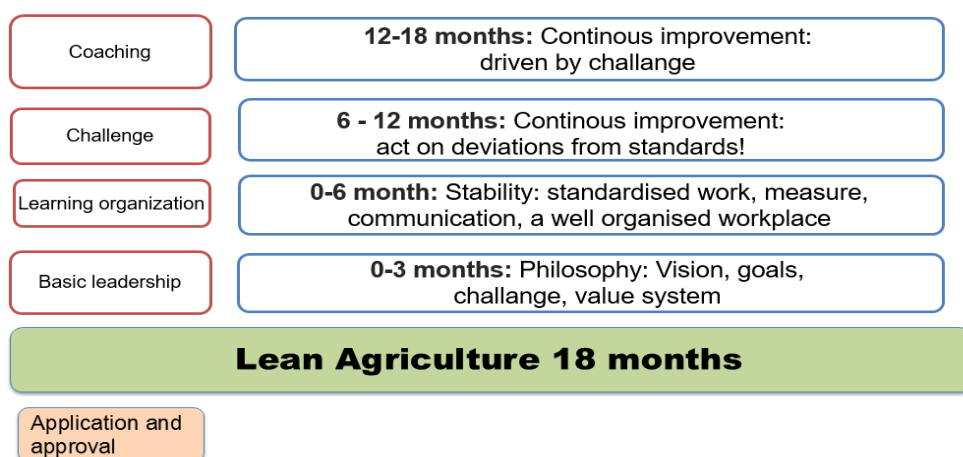 Coaching
12-18 months: Continous improvement:
driven by challange
Challenge
6 - 12 months: Continous improvement:
act on deviations from standards!
Learning organization
0-6 month: Stability: standardised work, measure,
communication, a well organised workplace
Basic leadership
0-3 months: Philosophy: Vision, goals,
challange, value system
Lean Agriculture 18 months
Application and
approval